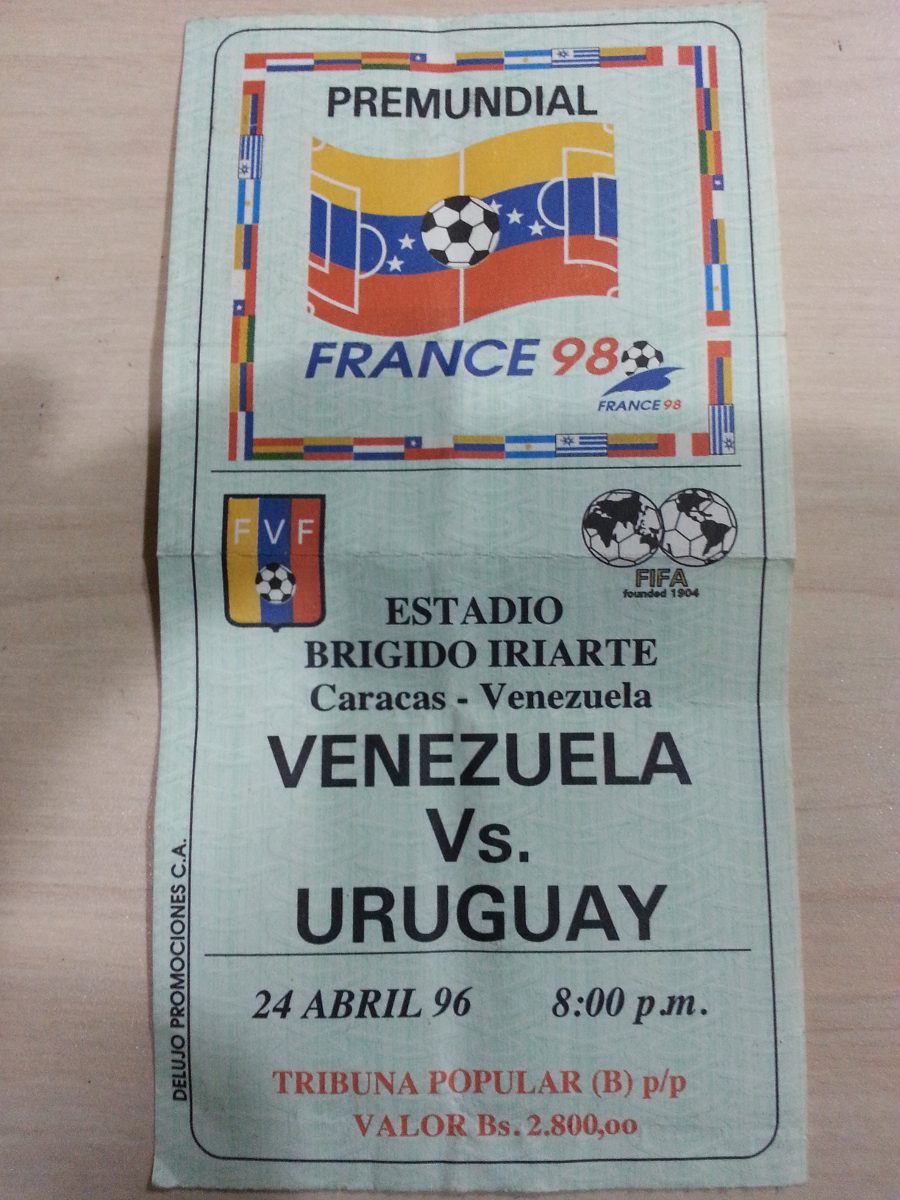 PREMUNDIAL
FRANCE 98
FRANCE 98
FVF
FIFA
founded 1904
ESTADIO
BRIGIDO IRIARTE
Caracas - Venezuela
VENEZUELA
Vs.
URUGUAY
24 ABRIL 96 8:00 p.m.
TRIBUNA POPULAR (B) p/p
VALOR Bs. 2.800,oo
DELUJO PROMOCIONES C.A.